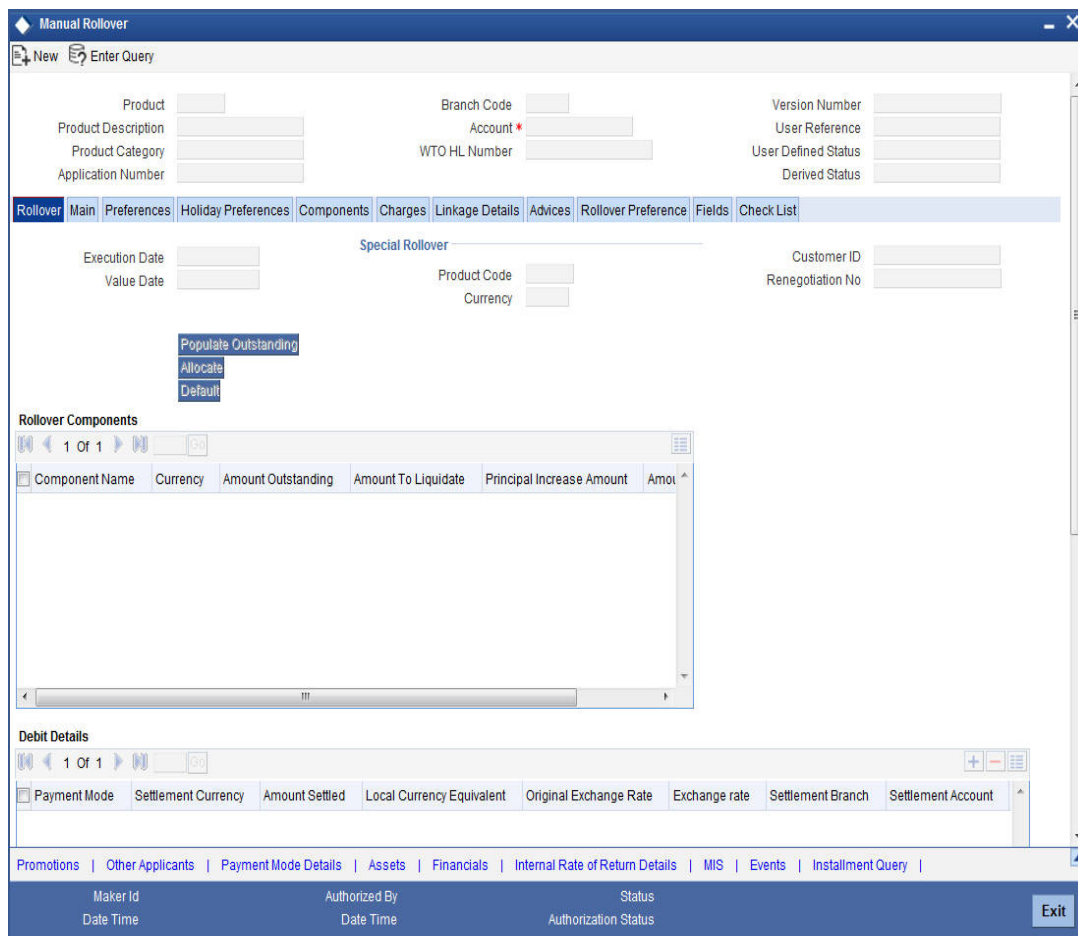 Manual Rollover
New Enter Query
Product Branch Code Version Number
Product Description Account * User Reference
Product Category WTO HL Number User Defined Status
Application Number Derived Status
Rollover Main Preferences Holiday Preferences Components Charges Linkage Details Advices Rollover Preference Fields Check List
Special Rollover
Execution Date Product Code Customer ID
Value Date Currency Renegotiation No
Populate Outstanding
Allocate
Default
Rollover Components
1 Of 1 Go
Component Name Currency Amount Outstanding Amount To Liquidate Principal Increase Amount Amou
Debit Details
1 Of 1 Go
Payment Mode Settlement Currency Amount Settled Local Currency Equivalent Original Exchange Rate Exchange rate Settlement Branch Settlement Account
Promotions | Other Applicants | Payment Mode Details | Assets | Financials | Internal Rate of Return Details | MIS | Events | Installment Query |
Maker Id Authorized By Status
Date Time Date Time Authorization Status
Exit